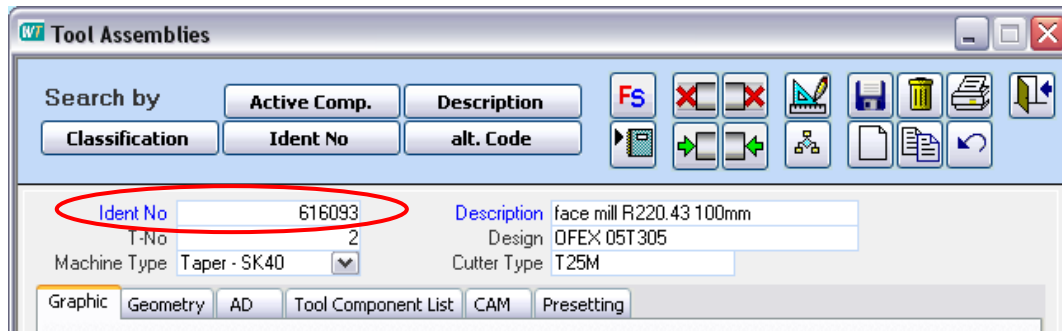 WT Tool Assemblies
Search by Active Comp. Description FS
Classification Ident No alt. Code
Ident No 616093 Description face mill R220.43 100mm
T-No 2 Design OFEX 05T305
Machine Type Taper - SK40 Cutter Type T25M
Graphic Geometry AD Tool Component List CAM Presetting